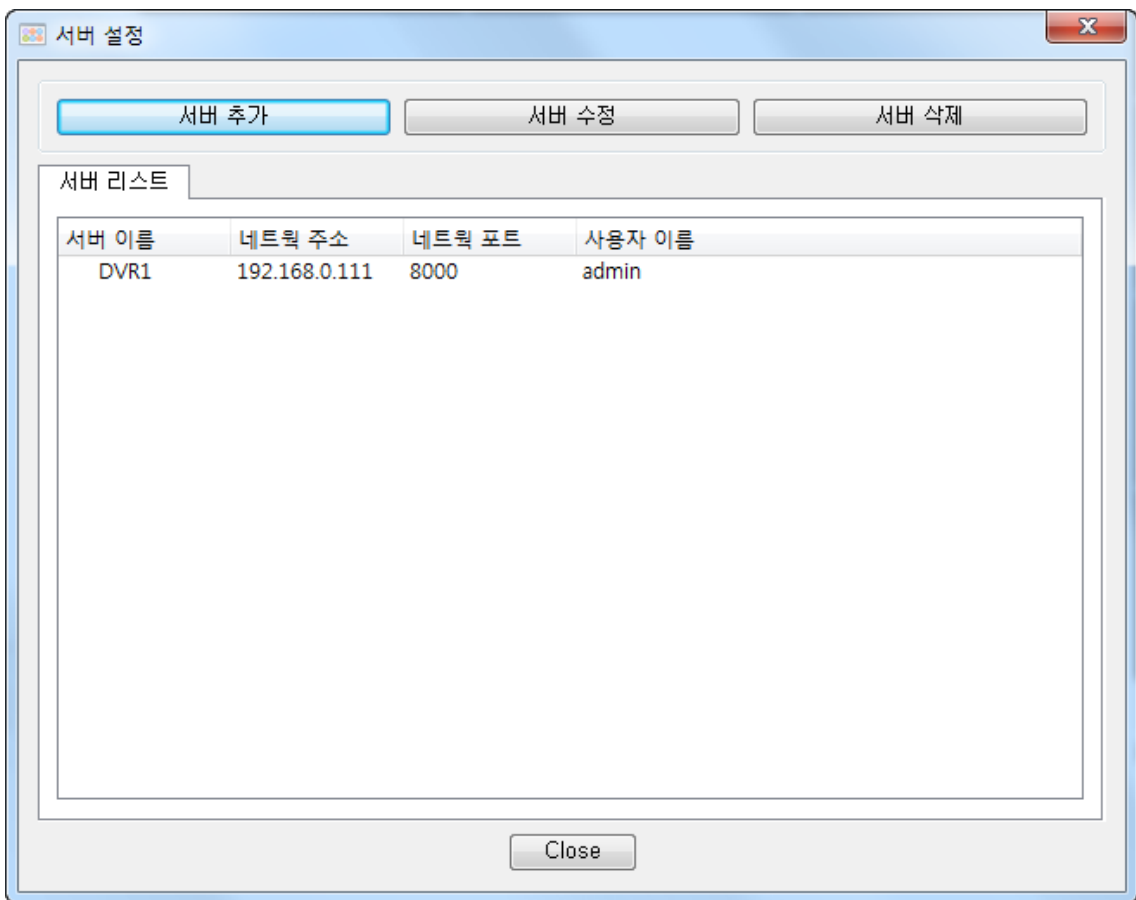 서버 설정
서버 추가 서버 수정 서버 삭제
서버 리스트
서버 이름 네트웍 주소 네트웍 포트 사용자 이름
DVR1 192.168.0.111 8000 admin
Close